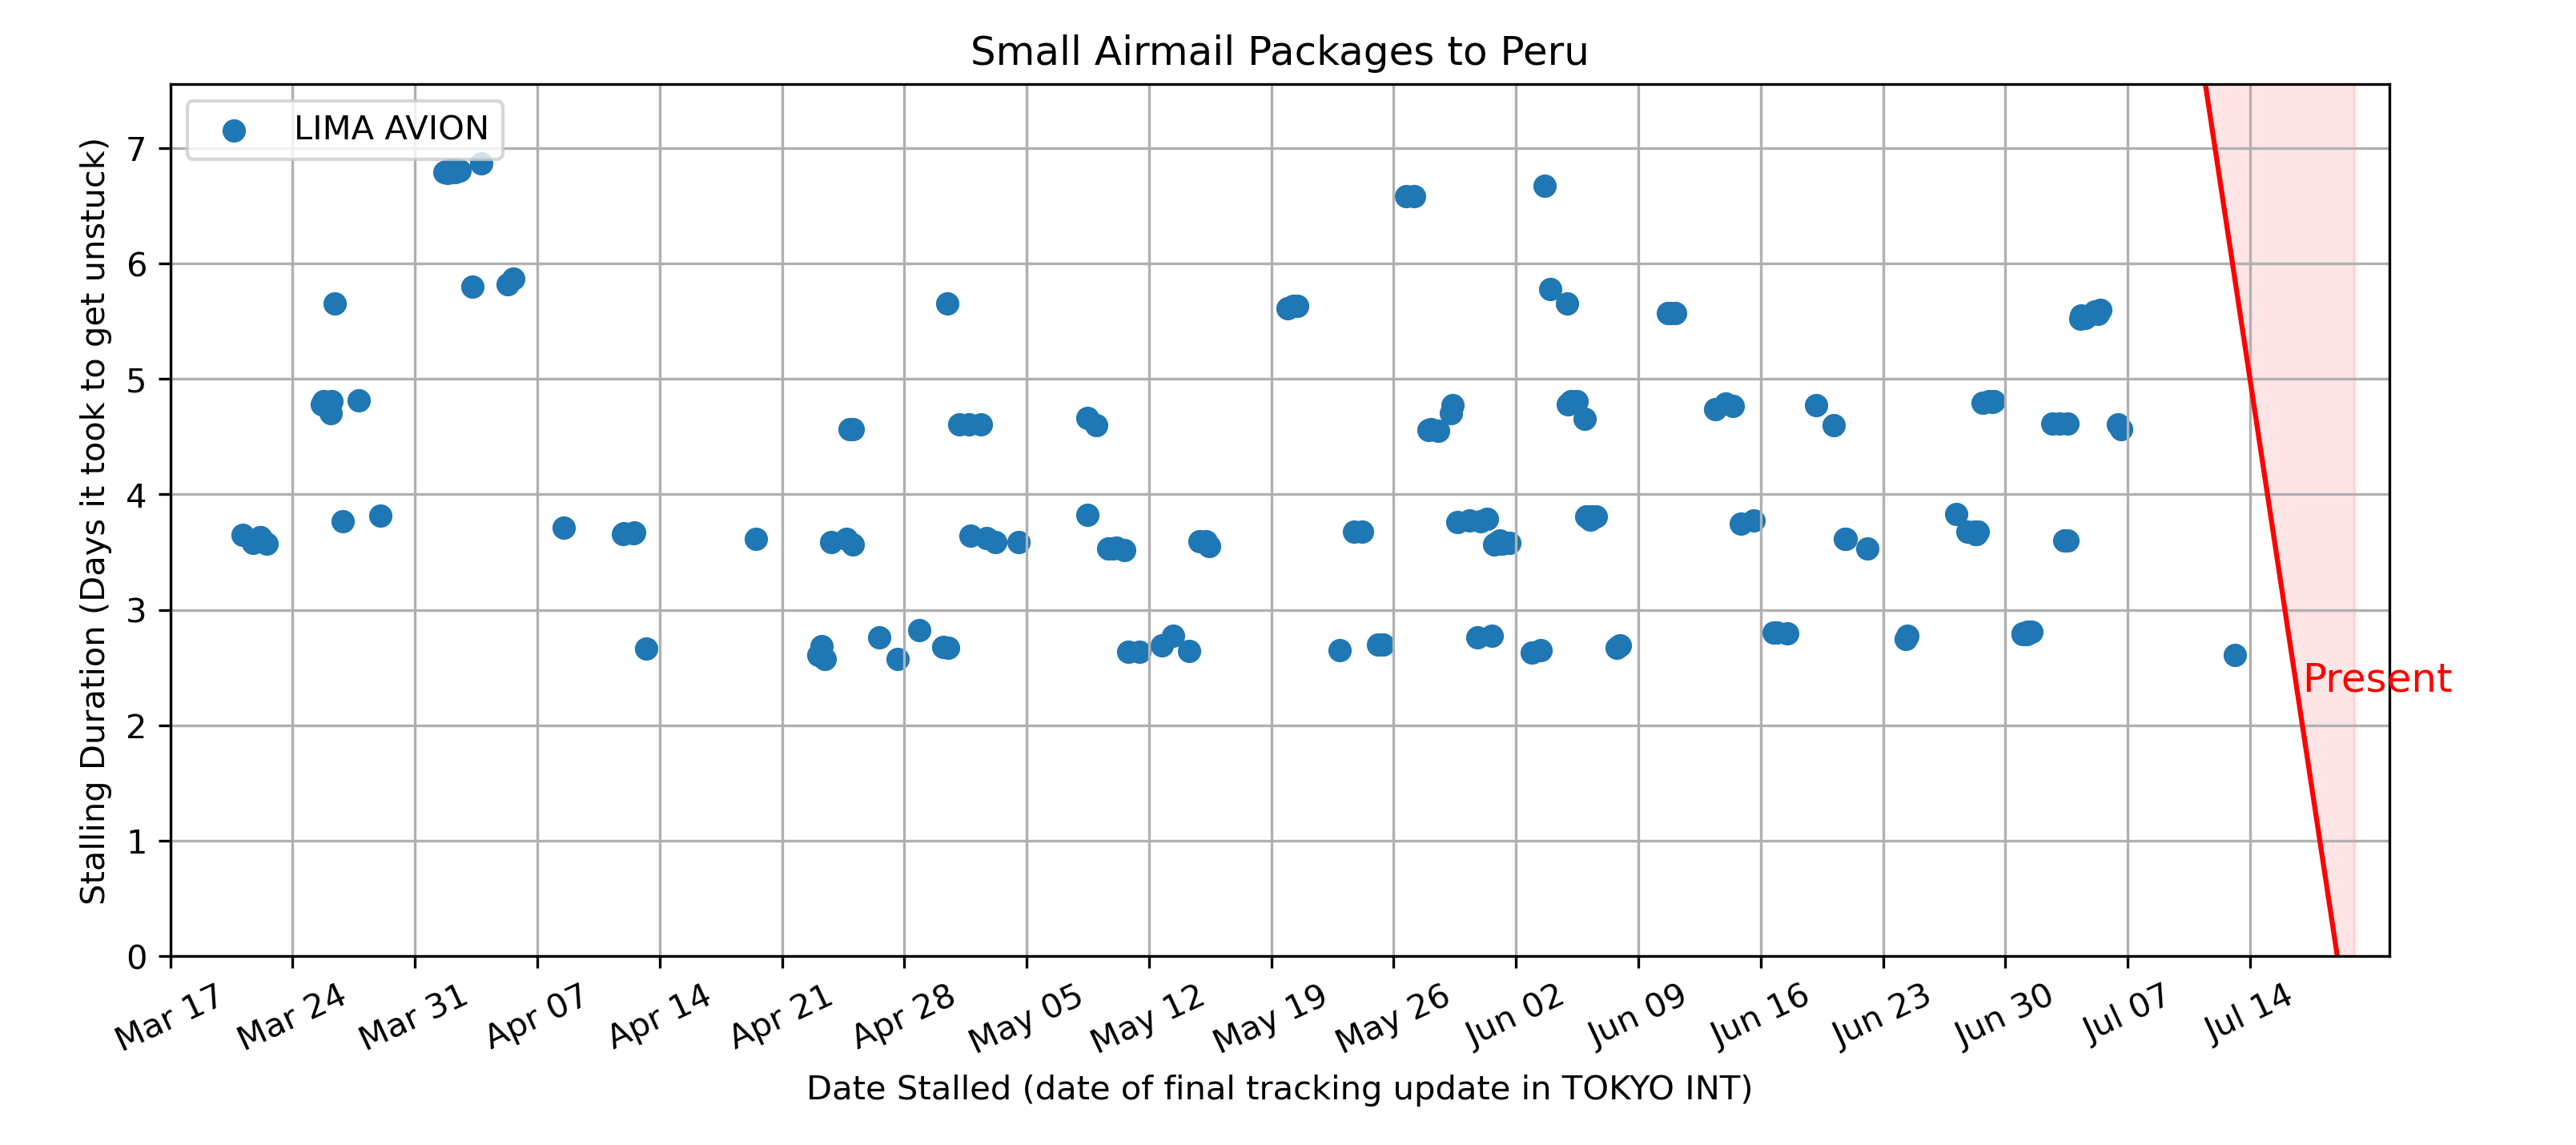 Small Airmail Packages to Peru
LIMA AVION
Stalling Duration (Days it took to get unstuck)
7
6
5
4
3
2
1
0
Present
Mar 17
Mar 24
Mar 31
Apr 07
Apr 14
Apr 21
Apr 28
May 05
May 12
May 19
May 26
Jun 02
Jun 09
Jun 16
Jun 23
Jun 30
Jul 07
Jul 14
Date Stalled (date of final tracking update in TOKYO INT)